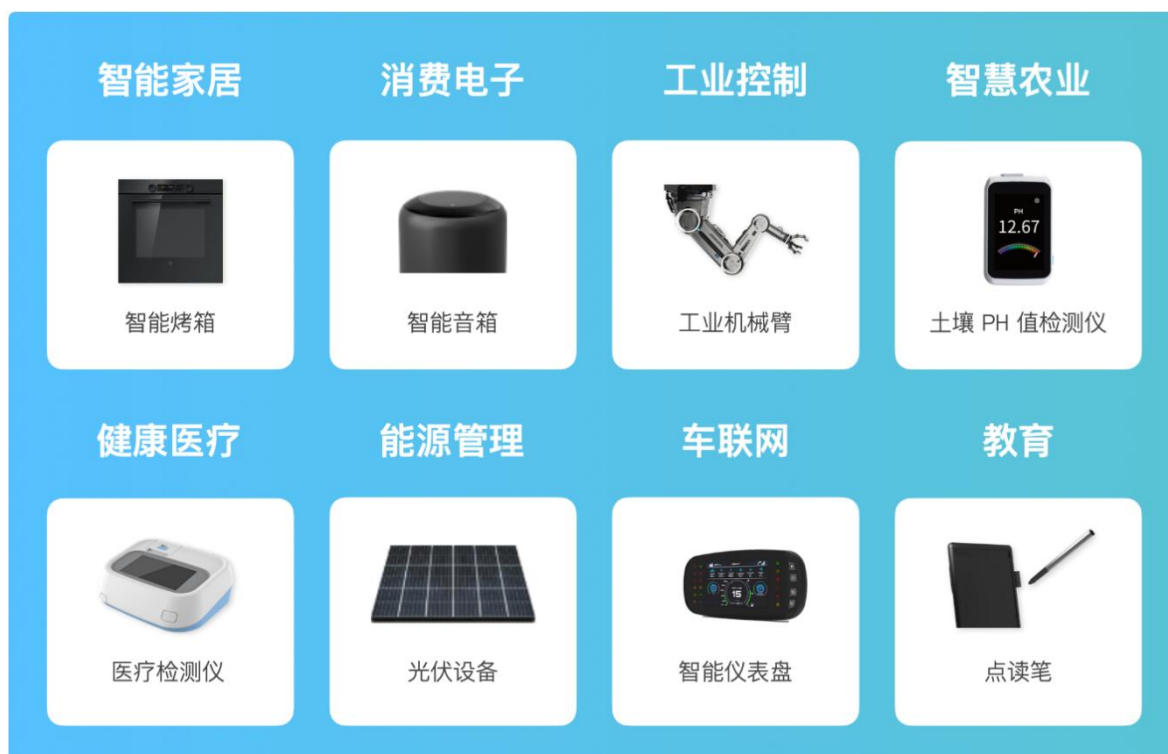 智能家居
消费电子
工业控制
智慧农业
PH
12.67
智能烤箱
智能音箱
工业机械臂
土壤 PH 值检测仪
健康医疗
能源管理
车联网
教育
15
医疗检测仪
光伏设备
智能仪表盘
点读笔